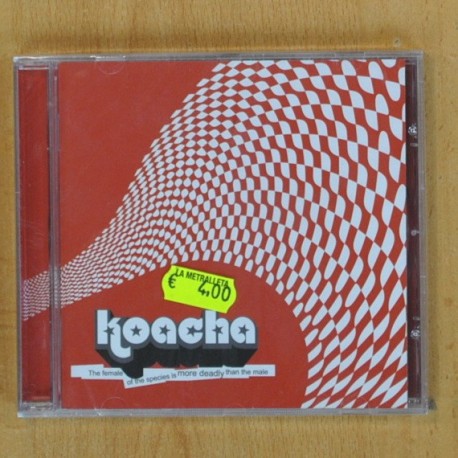 LA METRALLETA
€ 4,00
koacha
The female of the species is more deadly than the male